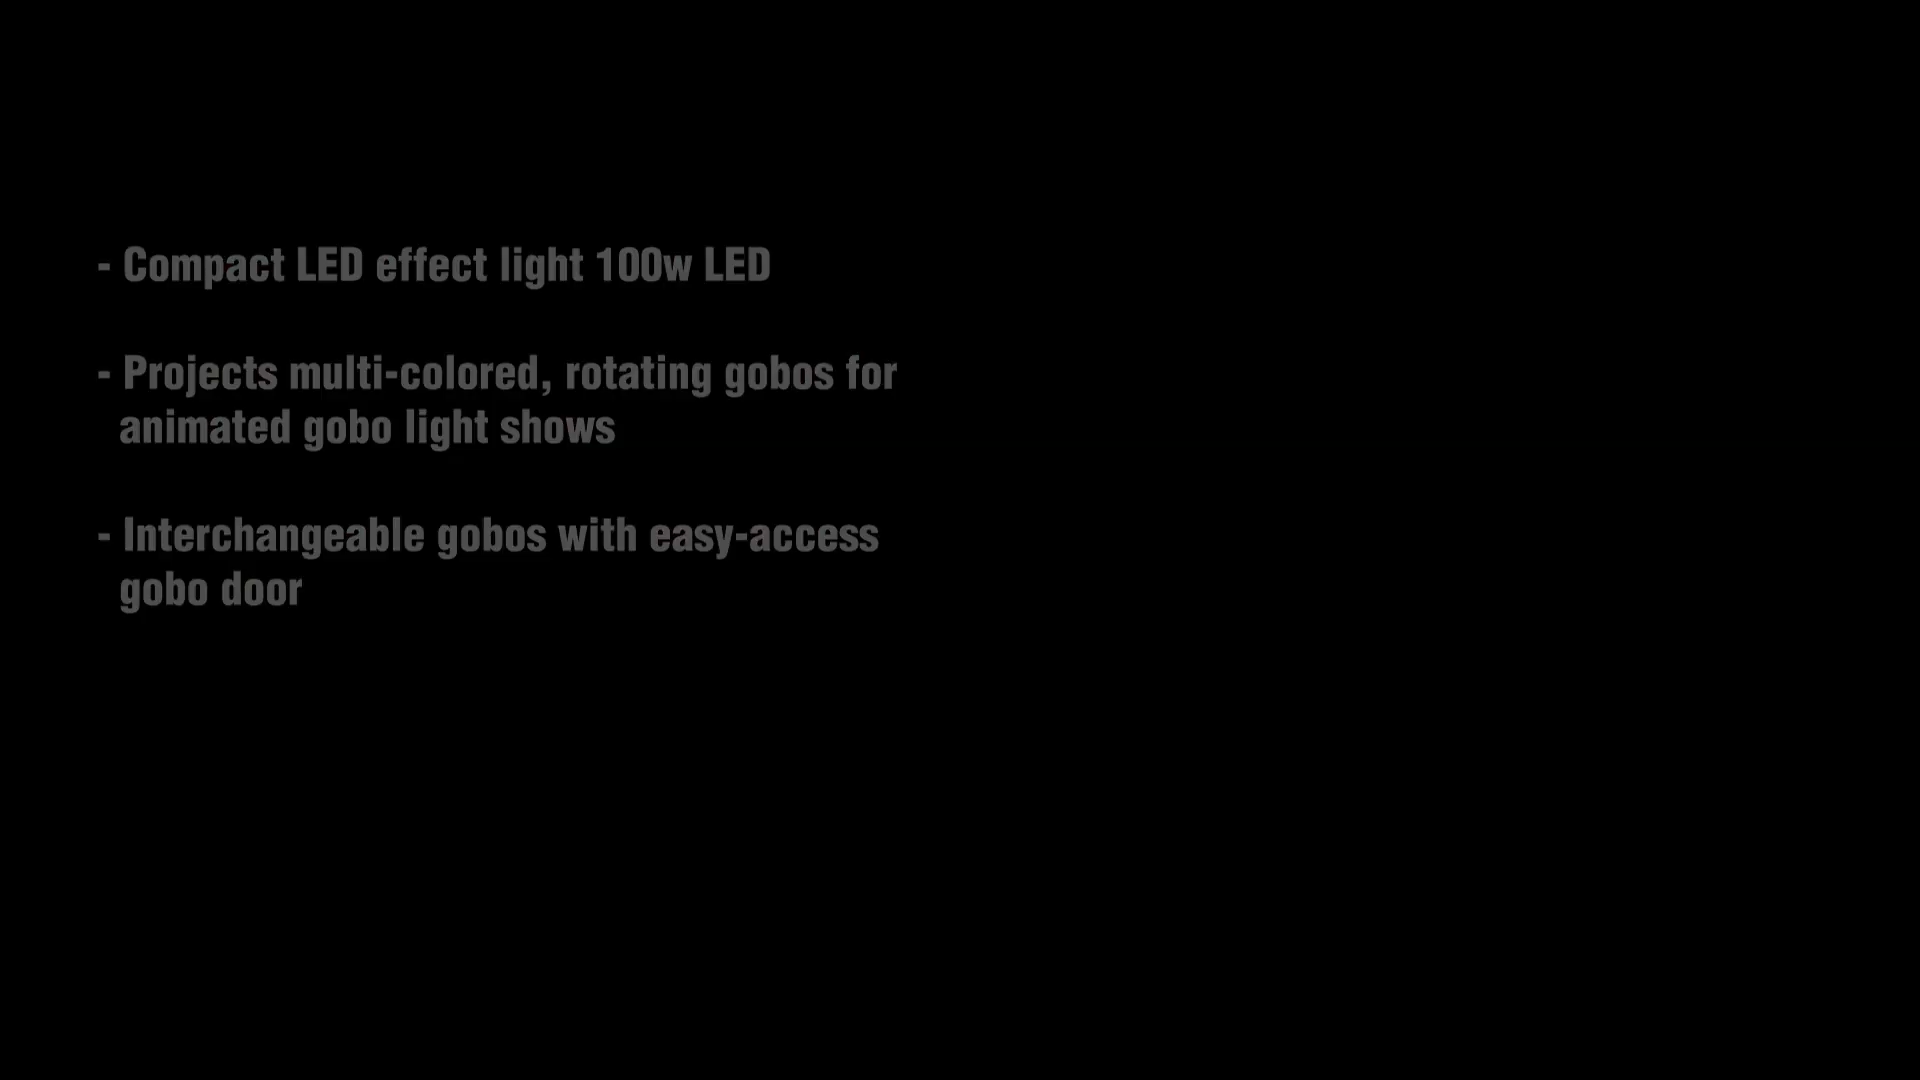 - Compact LED effect light 100w LED
- Projects multi-colored, rotating gobos for
animated gobo light shows
- Interchangeable gobos with easy-access
gobo door